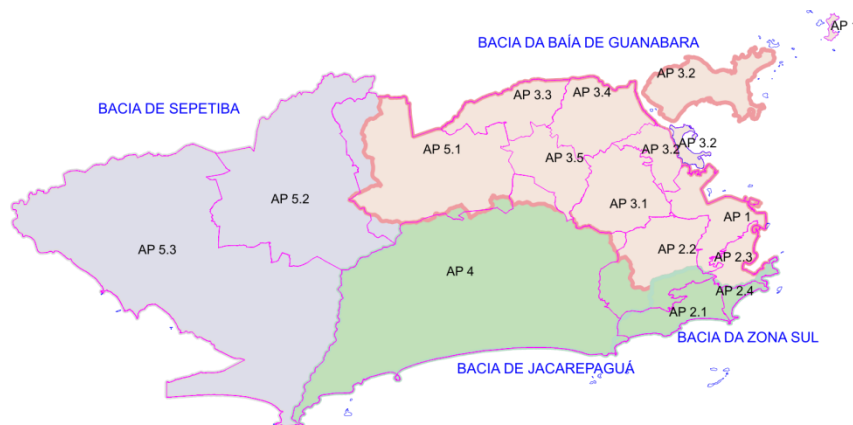 AP
BACIA DA BAÍA DE GUANABARA
AP 3.2
AP 3.3
AP 3.4
BACIA DE SEPETIBA
AP 5.1
AP 3.5
AP 3.2
AP 3.2
AP 5.2
AP 3.1
AP 1
AP 5.3
AP 2.2
AP 2.3
AP 4
AP 2.4
AP 2.1
BACIA DA ZONA SUL
BACIA DE JACAREPAGUÁ